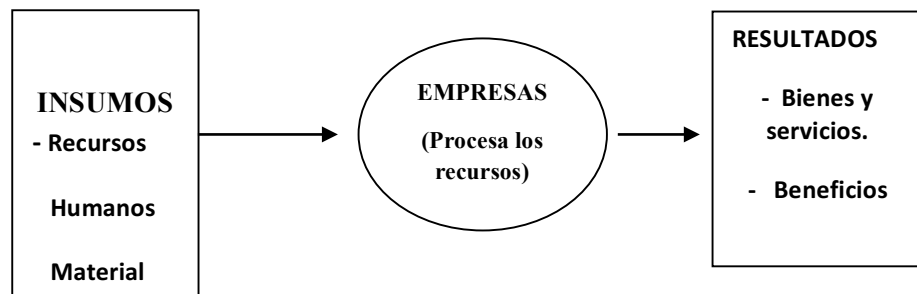 INSUMOS
- Recursos
Humanos
Material
EMPRESAS
(Procesa los
recursos)
RESULTADOS
- Bienes y
servicios.
- Beneficios